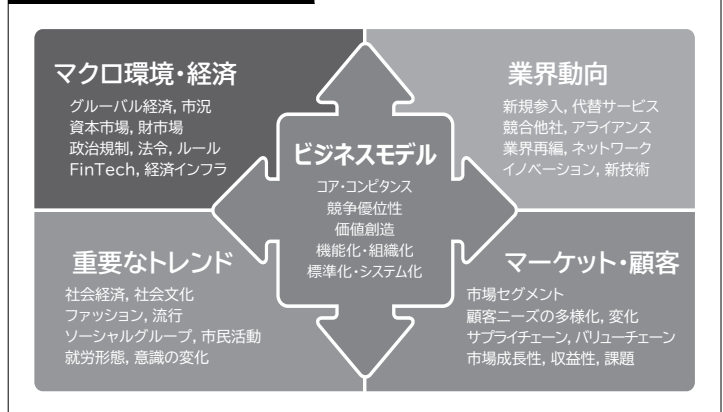 マクロ環境・経済
グルーバル経済, 市況
資本市場, 財市場
政治規制, 法令, ルール
FinTech, 経済インフラ
業界動向
新規参入, 代替サービス
競合他社, アライアンス
業界再編, ネットワーク
イノベーション, 新技術
ビジネスモデル
コア・コンピタンス
競争優位性
価値創造
機能化・組織化
標準化・システム化
重要なトレンド
社会経済, 社会文化
ファッション, 流行
ソーシャルグループ, 市民活動
就労形態, 意識の変化
マーケット・顧客
市場セグメント
顧客ニーズの多様化, 変化
サプライチェーン, バリューチェーン
市場成長性, 収益性, 課題